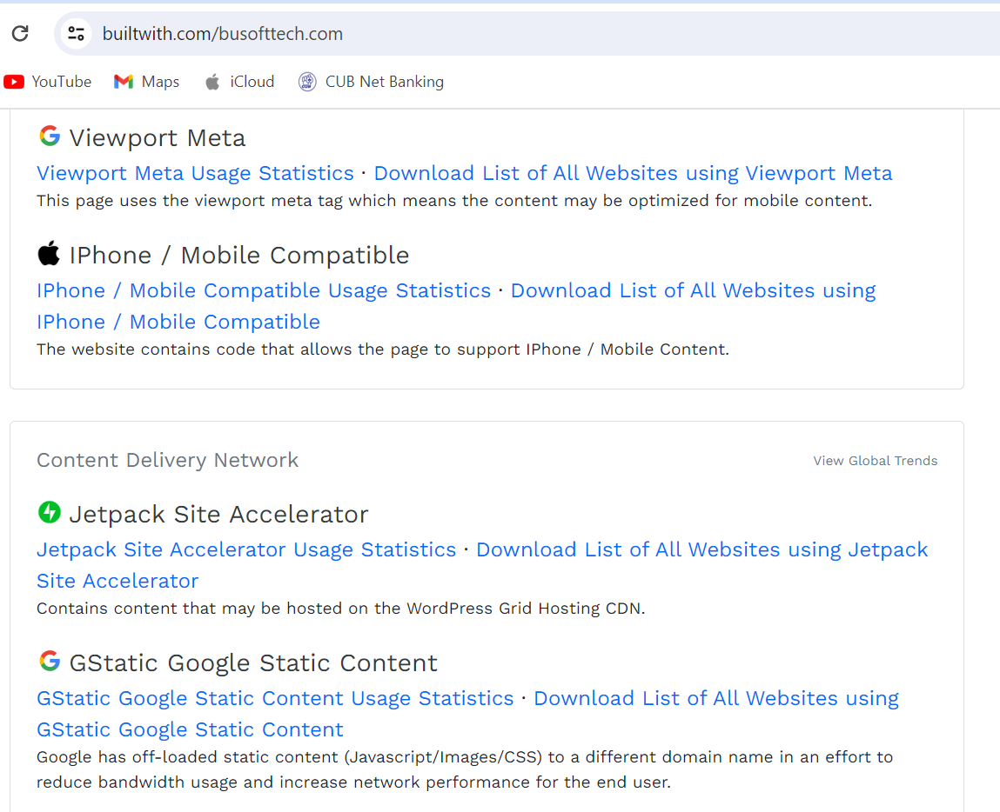 builtwith.com/busofttech.com
YouTube Maps iCloud CUB Net Banking
Viewport Meta
Viewport Meta Usage Statistics · Download List of All Websites using Viewport Meta
This page uses the viewport meta tag which means the content may be optimized for mobile content.
IPhone / Mobile Compatible
IPhone / Mobile Compatible Usage Statistics · Download List of All Websites using
IPhone / Mobile Compatible
The website contains code that allows the page to support IPhone / Mobile Content.
Content Delivery Network View Global Trends
Jetpack Site Accelerator
Jetpack Site Accelerator Usage Statistics · Download List of All Websites using Jetpack
Site Accelerator
Contains content that may be hosted on the WordPress Grid Hosting CDN.
GStatic Google Static Content
GStatic Google Static Content Usage Statistics · Download List of All Websites using
GStatic Google Static Content
Google has off-loaded static content (Javascript/Images/CSS) to a different domain name in an effort to
reduce bandwidth usage and increase network performance for the end user.